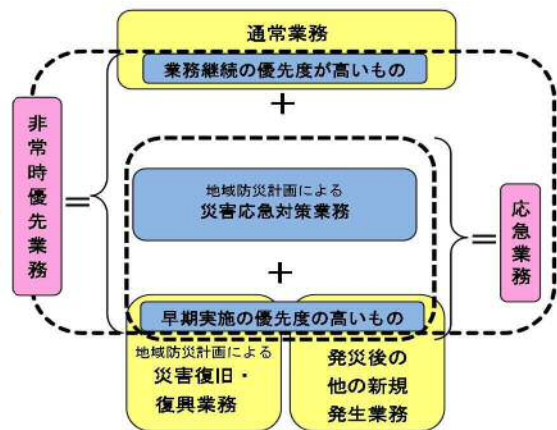 通常業務
業務継続の優先度が高いもの
+
非常時優先業務
=
地域防災計画による
災害応急対策業務
=
応急業務
+
早期実施の優先度の高いもの
地域防災計画による
災害復旧・
復興業務
発災後の
他の新規
発生業務